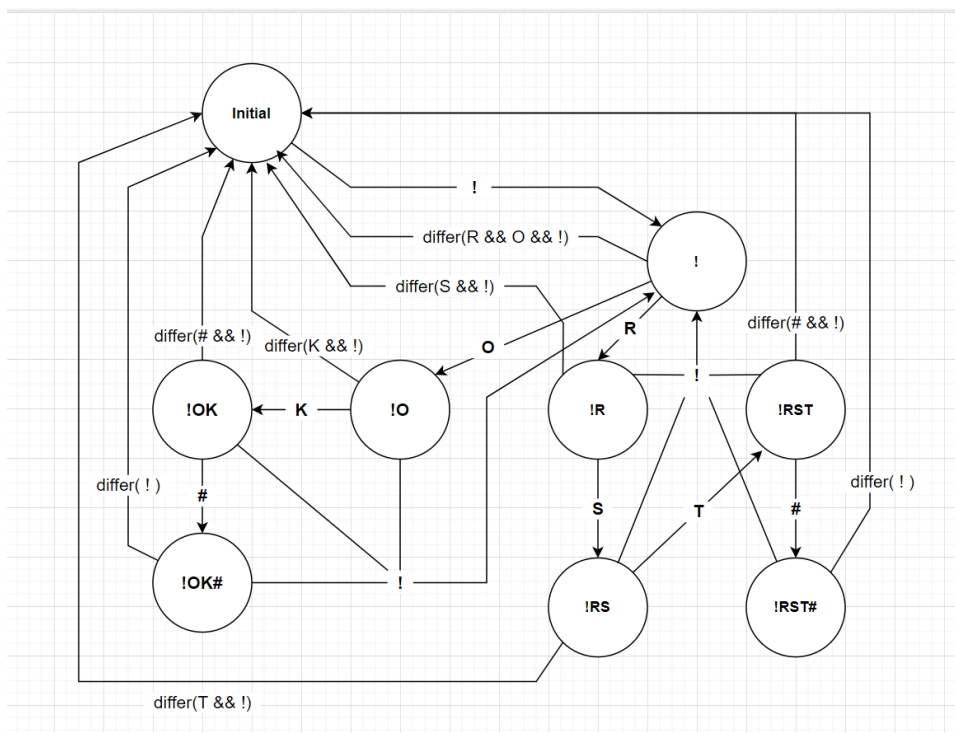 Initial
!
differ(R && O && !)
!
differ(S && !)
differ(# && !)
R
differ(# && !)
differ(K && !)
O
!
!OK
K
!O
!R
!RST
differ( ! )
#
differ( ! )
S
T
#
!OK#
!
!RS
!RST#
differ(T && !)